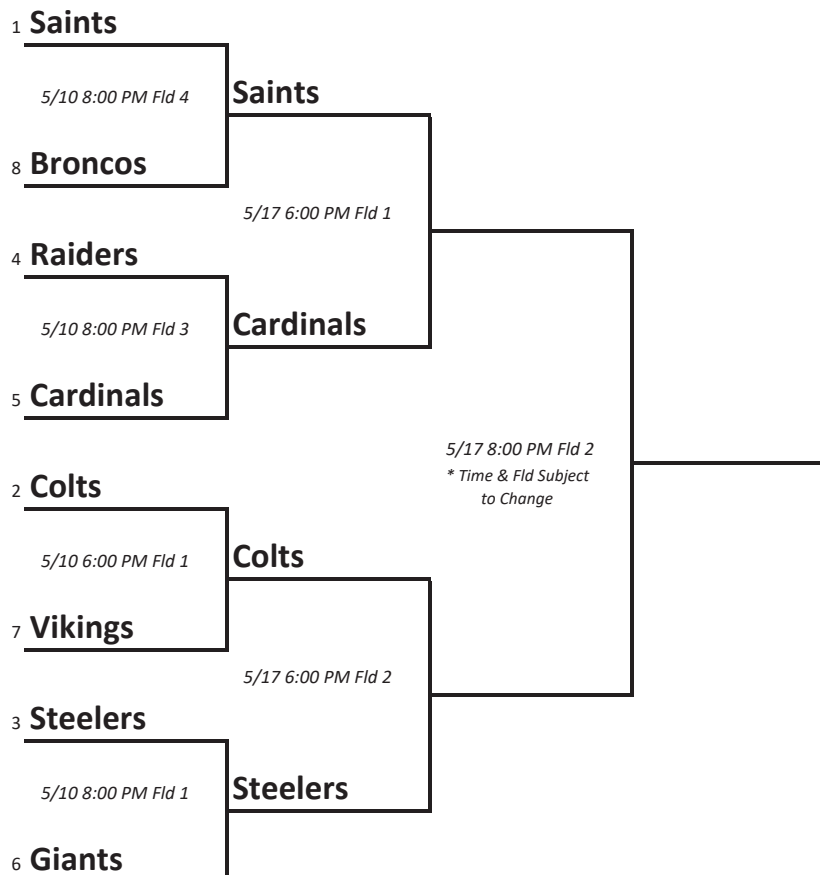 1 Saints
5/10 8:00 PM Fld 4
Saints
8 Broncos
5/17 6:00 PM Fld 1
4 Raiders
5/10 8:00 PM Fld 3
Cardinals
5 Cardinals
5/17 8:00 PM Fld 2
* Time & Fld Subject
to Change
2 Colts
5/10 6:00 PM Fld 1
Colts
7 Vikings
5/17 6:00 PM Fld 2
3 Steelers
5/10 8:00 PM Fld 1
Steelers
6 Giants